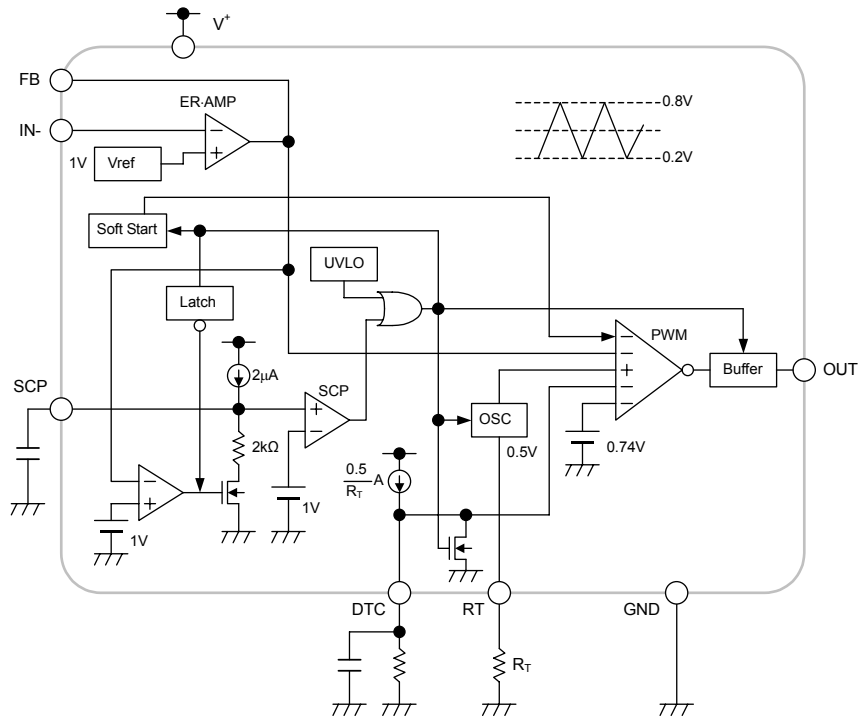 V+
FB
ER·AMP
0.8V
IN-
1V
Vref
0.2V
Soft Start
UVLO
Latch
PWM
SCP
2μA
SCP
Buffer
OUT
OSC
2kΩ
0.5V
0.74V
0.5
RT
A
1V
1V
DTC
RT
GND
RT